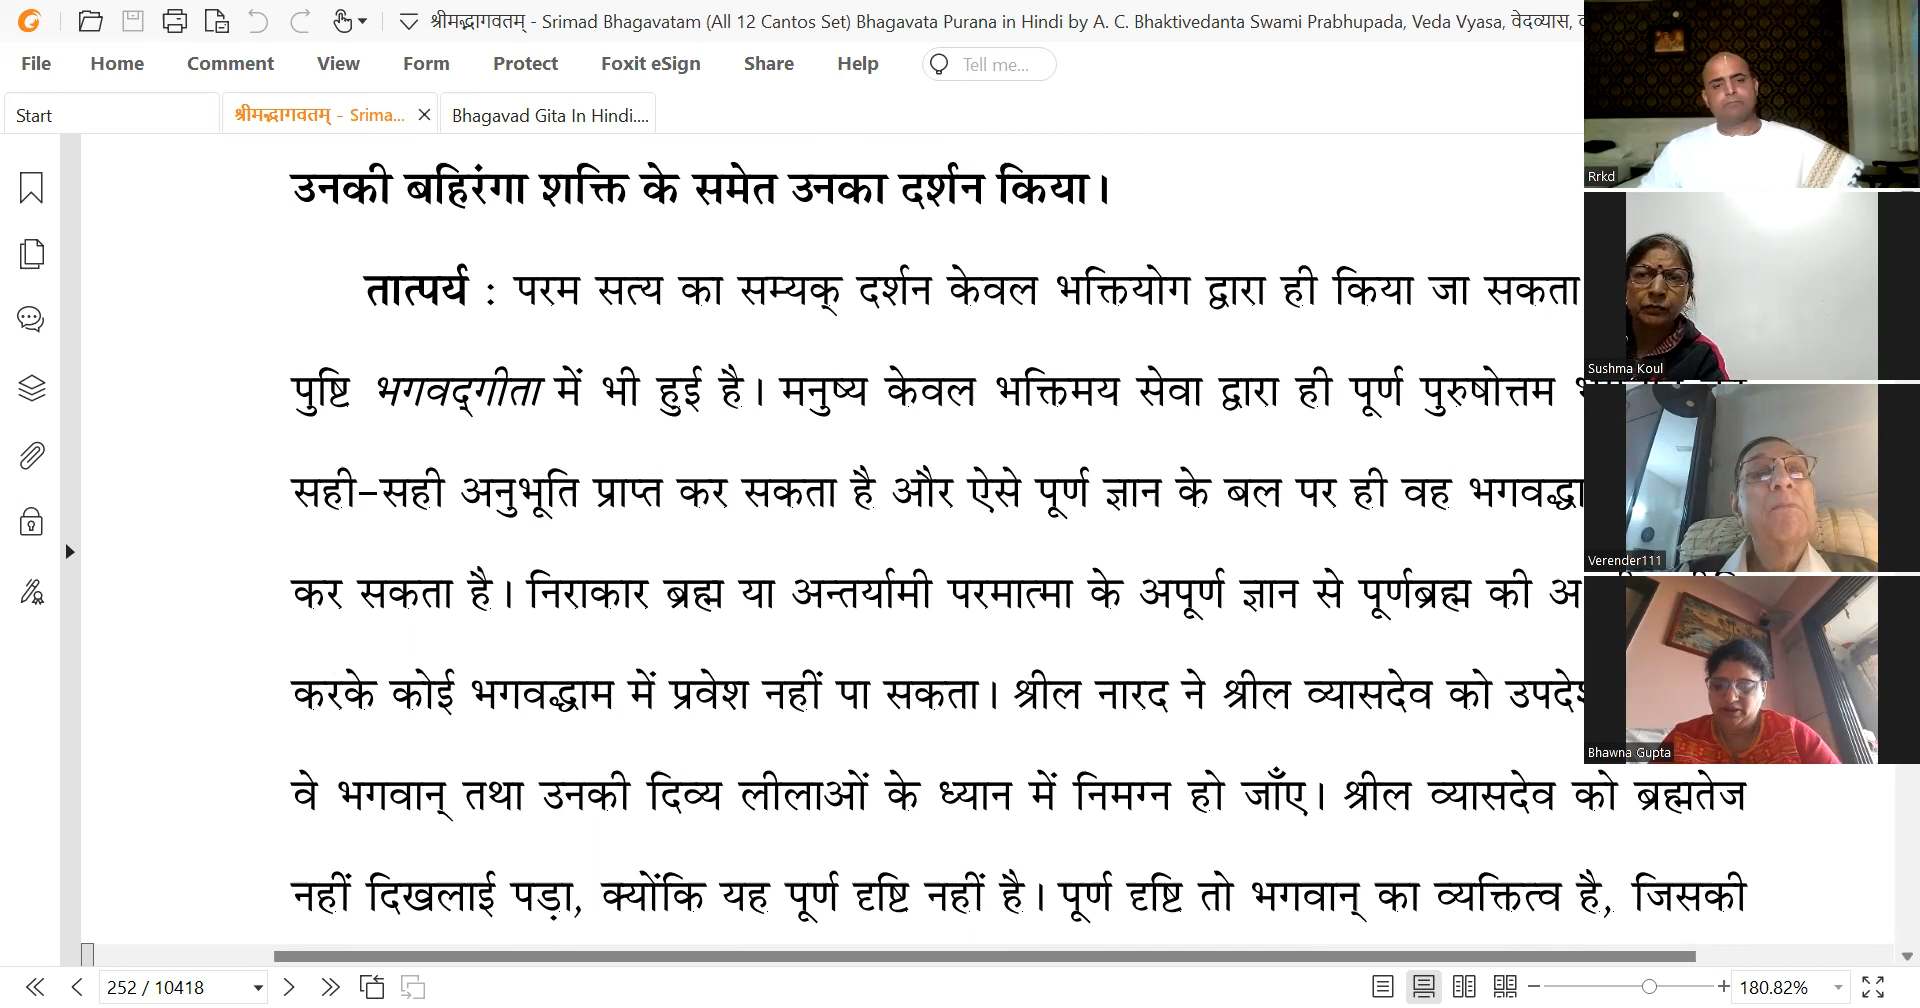 श्रीमद्भागवतम् - Srimad Bhagavatam (All 12 Cantos Set) Bhagavata Purana in Hindi by A. C. Bhaktivedanta Swami Prabhupada, Veda Vyasa, वेदव्यास,
File Home Comment View Form Protect Foxit eSign Share Help Tell me...
Start श्रीमद्भागवतम् - Srima... Bhagavad Gita In Hindi....
उनकी बहिरंगा शक्ति के समेत उनका दर्शन किया।
तात्पर्य : परम सत्य का सम्यक् दर्शन केवल भक्तियोग द्वारा ही किया जा सकता
पुष्टि भगवद्‌गीता में भी हुई है। मनुष्य केवल भक्तिमय सेवा द्वारा ही पूर्ण पुरुषोत्तम
सही-सही अनुभूति प्राप्त कर सकता है और ऐसे पूर्ण ज्ञान के बल पर ही वह
कर सकता है। निराकार ब्रह्म या अन्तर्यामी परमात्मा के अपूर्ण ज्ञान से पूर्णब्रह्म की
करके कोई भगवद्धाम में प्रवेश नहीं पा सकता। श्रील नारद ने श्रील व्यासदेव को
वे भगवान् तथा उनकी दिव्य लीलाओं के ध्यान में निमग्न हो जाँए। श्रील व्यासदेव को ब्रह्मतेज
नहीं दिखलाई पड़ा, क्योंकि यह पूर्ण दृष्टि नहीं है। पूर्ण दृष्टि तो भगवान् का व्यक्तित्व है, जिसकी
Rrkd
Sushma Koul
Verender111
Bhawna Gupta
252 / 10418 180.82%